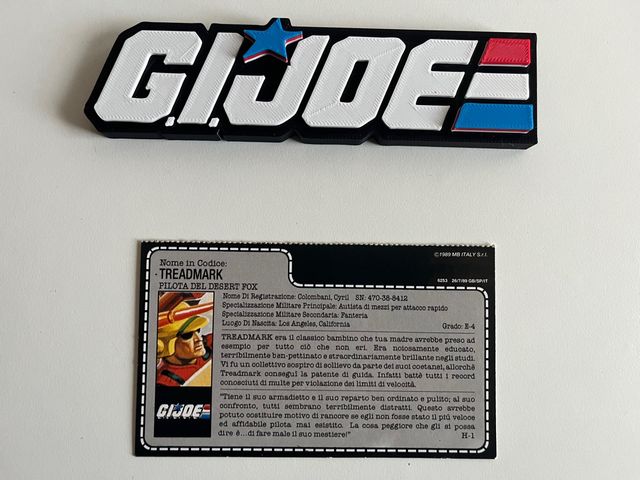 G.I.JOE
©1989 MB ITALY S.r.l.
6253 26/7/89 GB/SP/IT
Nome in Codice:
· TREADMARK
PILOTA DEL DESERT FOX
Nome Di Registrazione: Colombani, Cyril SN: 470-38-8412
Specializzazione Militare Principale: Autista di mezzi per attacco rapido
Specializzazione Militare Secondaria: Fanteria
Luogo Di Nascita: Los Angeles, California Grado: E-4
TREADMARK era il classico bambino che tua madre avrebbe preso ad
esempio per tutto ciò che non eri. Era noiosamente educato,
terribilmente ben-pettinato e straordinariamente brillante negli studi.
Vi fu un collettivo sospiro di sollievo da parte dei suoi coetanei, allorchè
Treadmark conseguì la patente di guida. Infatti battè tutti i record
conosciuti di multe per violazione dei limiti di velocità.
"Tiene il suo armadietto e il suo reparto ben ordinato e pulito; al suo
confronto, tutti sembrano terribilmente distratti. Questo avrebbe
potuto costituire motivo di rancore se egli non fosse stato il più veloce
ed affidabile pilota mai esistito. La cosa peggiore che gli si possa
dire è...di fare male il suo mestiere!"
H-1
G.I.JOE